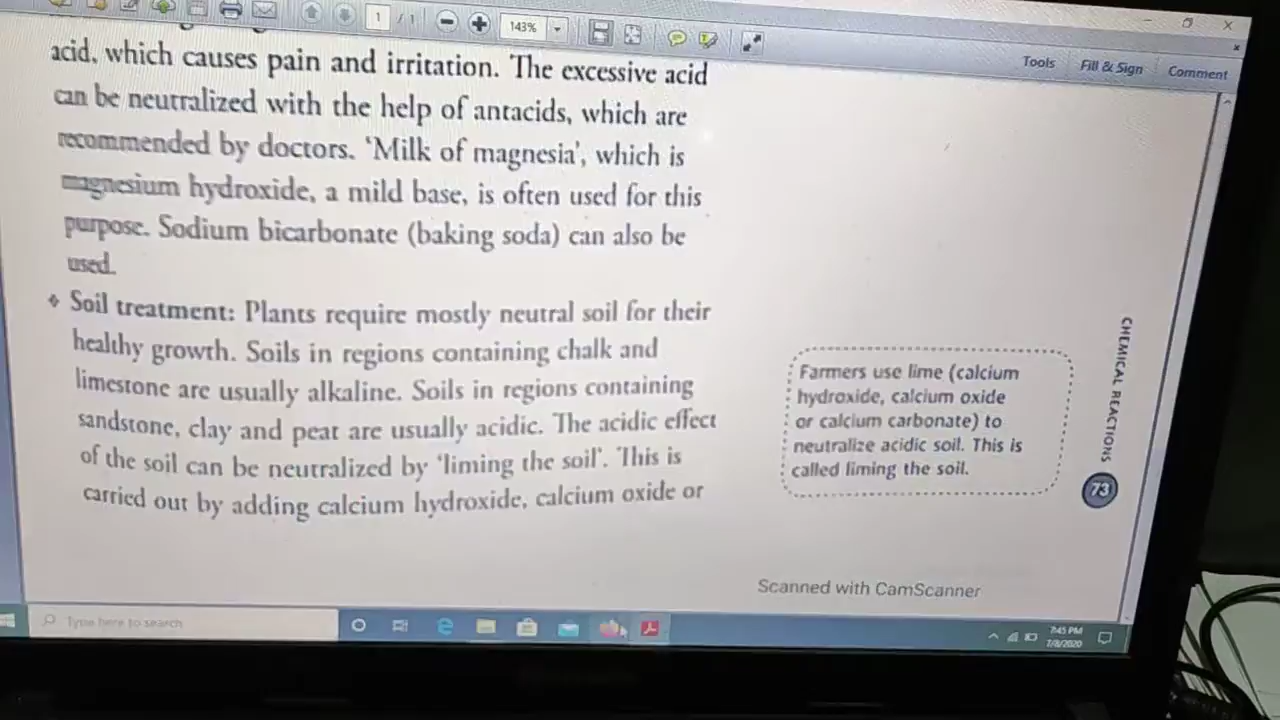 1 / 1
143%
Tools Fill & Sign Comment
acid, which causes pain and irritation. The excessive acid
can be neutralized with the help of antacids, which are
recommended by doctors. ‘Milk of magnesia’, which is
magnesium hydroxide, a mild base, is often used for this
purpose. Sodium bicarbonate (baking soda) can also be
used.
❖ Soil treatment: Plants require mostly neutral soil for their
healthy growth. Soils in regions containing chalk and
limestone are usually alkaline. Soils in regions containing
sandstone, clay and peat are usually acidic. The acidic effect
of the soil can be neutralized by ‘liming the soil’. This is
carried out by adding calcium hydroxide, calcium oxide or
Farmers use lime (calcium
hydroxide, calcium oxide
or calcium carbonate) to
neutralize acidic soil. This is
called liming the soil.
CHEMICAL REACTIONS
73
Scanned with CamScanner
Type here to search
7:45 PM
7/8/2020